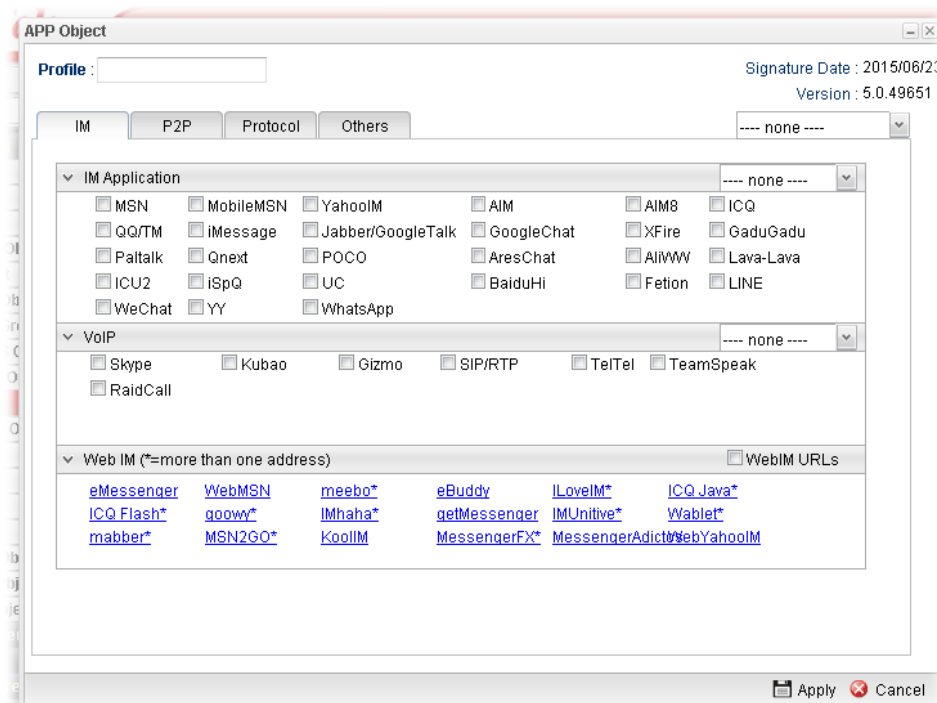 APP Object
Profile :
Signature Date : 2015/06/23
Version : 5.0.49651
IM P2P Protocol Others ---- none ----
IM Application ---- none ----
MSN MobileMSN YahooIM AIM AIM8 ICQ
QQ/TM iMessage Jabber/GoogleTalk GoogleChat XFire GaduGadu
Paltalk Qnext POCO AresChat AliWW Lava-Lava
ICU2 iSpQ UC BaiduHi Fetion LINE
WeChat YY WhatsApp
VoIP ---- none ----
Skype Kubao Gizmo SIP/RTP TelTel TeamSpeak
RaidCall
Web IM (*=more than one address) WebIM URLs
eMessenger WebMSN meebo* eBuddy ILoveIM* ICQ Java*
ICQ Flash* goowy* IMhaha* getMessenger IMUnitive* Wablet*
mabber* MSN2GO* KoolIM MessengerFX* MessengerAdictos WebYahooIM
Apply Cancel